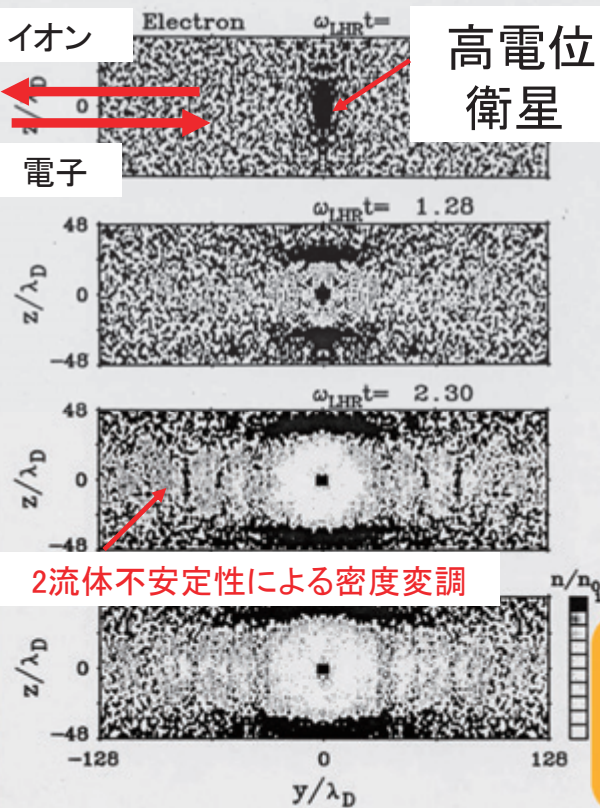 イオン
Electron
ω_LHR t=
高電位
衛星
0
電子
ω_LHR t= 1.28
48
z/λ_D
0
-48
ω_LHR t= 2.30
48
z/λ_D
0
-48
2流体不安定性による密度変調
n/n₀
z/λ_D
0
-48
-128
0
128
y/λ_D